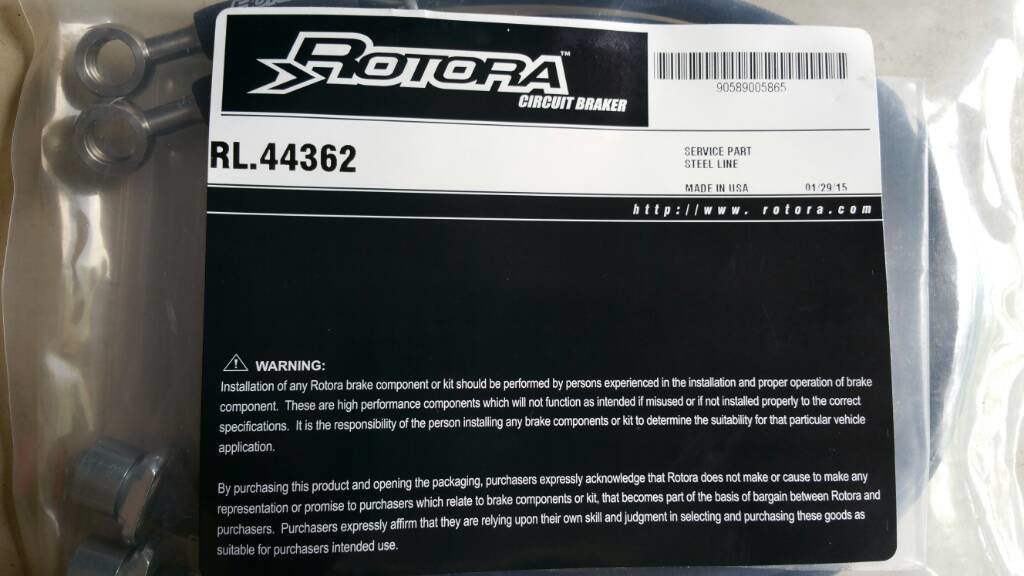 ROTORA™
CIRCUIT BRAKER
90589005865
RL.44362
SERVICE PART
STEEL LINE
MADE IN USA 01/29/15
http://www. rotora.com
WARNING:
Installation of any Rotora brake component or kit should be performed by persons experienced in the installation and proper operation of brake
component. These are high performance components which will not function as intended if misused or if not installed properly to the correct
specifications. It is the responsibility of the person installing any brake components or kit to determine the suitability for that particular vehicle
application.
By purchasing this product and opening the packaging, purchasers expressly acknowledge that Rotora does not make or cause to make any
representation or promise to purchasers which relate to brake components or kit, that becomes part of the basis of bargain between Rotora and
purchasers. Purchasers expressly affirm that they are relying upon their own skill and judgment in selecting and purchasing these goods as
suitable for purchasers intended use.